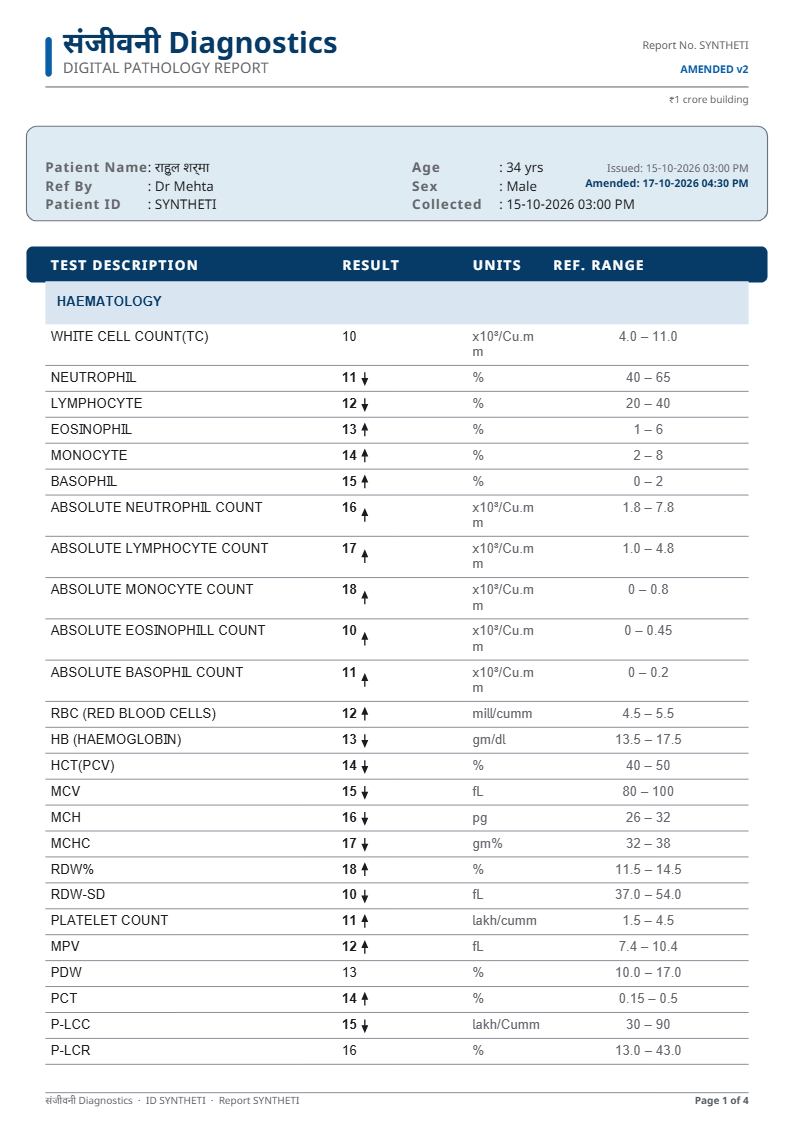 संजीवनी Diagnostics
DIGITAL PATHOLOGY REPORT
Report No. SYNTHETI
AMENDED v2
₹1 crore building
Patient Name: राहुल शर्मा Age : 34 yrs Issued: 15-10-2026 03:00 PM
Ref By : Dr Mehta Sex : Male Amended: 17-10-2026 04:30 PM
Patient ID : SYNTHETI Collected : 15-10-2026 03:00 PM
TEST DESCRIPTION RESULT UNITS REF. RANGE
HAEMATOLOGY
WHITE CELL COUNT(TC) 10 x10³/Cu.m 4.0 – 11.0
m
NEUTROPHIL 11 ↓ % 40 – 65
LYMPHOCYTE 12 ↓ % 20 – 40
EOSINOPHIL 13 ↑ % 1 – 6
MONOCYTE 14 ↑ % 2 – 8
BASOPHIL 15 ↑ % 0 – 2
ABSOLUTE NEUTROPHIL COUNT 16 ↑ x10³/Cu.m 1.8 – 7.8
m
ABSOLUTE LYMPHOCYTE COUNT 17 ↑ x10³/Cu.m 1.0 – 4.8
m
ABSOLUTE MONOCYTE COUNT 18 ↑ x10³/Cu.m 0 – 0.8
m
ABSOLUTE EOSINOPHILL COUNT 10 ↑ x10³/Cu.m 0 – 0.45
m
ABSOLUTE BASOPHIL COUNT 11 ↑ x10³/Cu.m 0 – 0.2
m
RBC (RED BLOOD CELLS) 12 ↑ mill/cumm 4.5 – 5.5
HB (HAEMOGLOBIN) 13 ↓ gm/dl 13.5 – 17.5
HCT(PCV) 14 ↓ % 40 – 50
MCV 15 ↓ fL 80 – 100
MCH 16 ↓ pg 26 – 32
MCHC 17 ↓ gm% 32 – 38
RDW% 18 ↑ % 11.5 – 14.5
RDW-SD 10 ↓ fL 37.0 – 54.0
PLATELET COUNT 11 ↑ lakh/cumm 1.5 – 4.5
MPV 12 ↑ fL 7.4 – 10.4
PDW 13 % 10.0 – 17.0
PCT 14 ↑ % 0.15 – 0.5
P-LCC 15 ↓ lakh/Cumm 30 – 90
P-LCR 16 % 13.0 – 43.0
संजीवनी Diagnostics · ID SYNTHETI · Report SYNTHETI Page 1 of 4